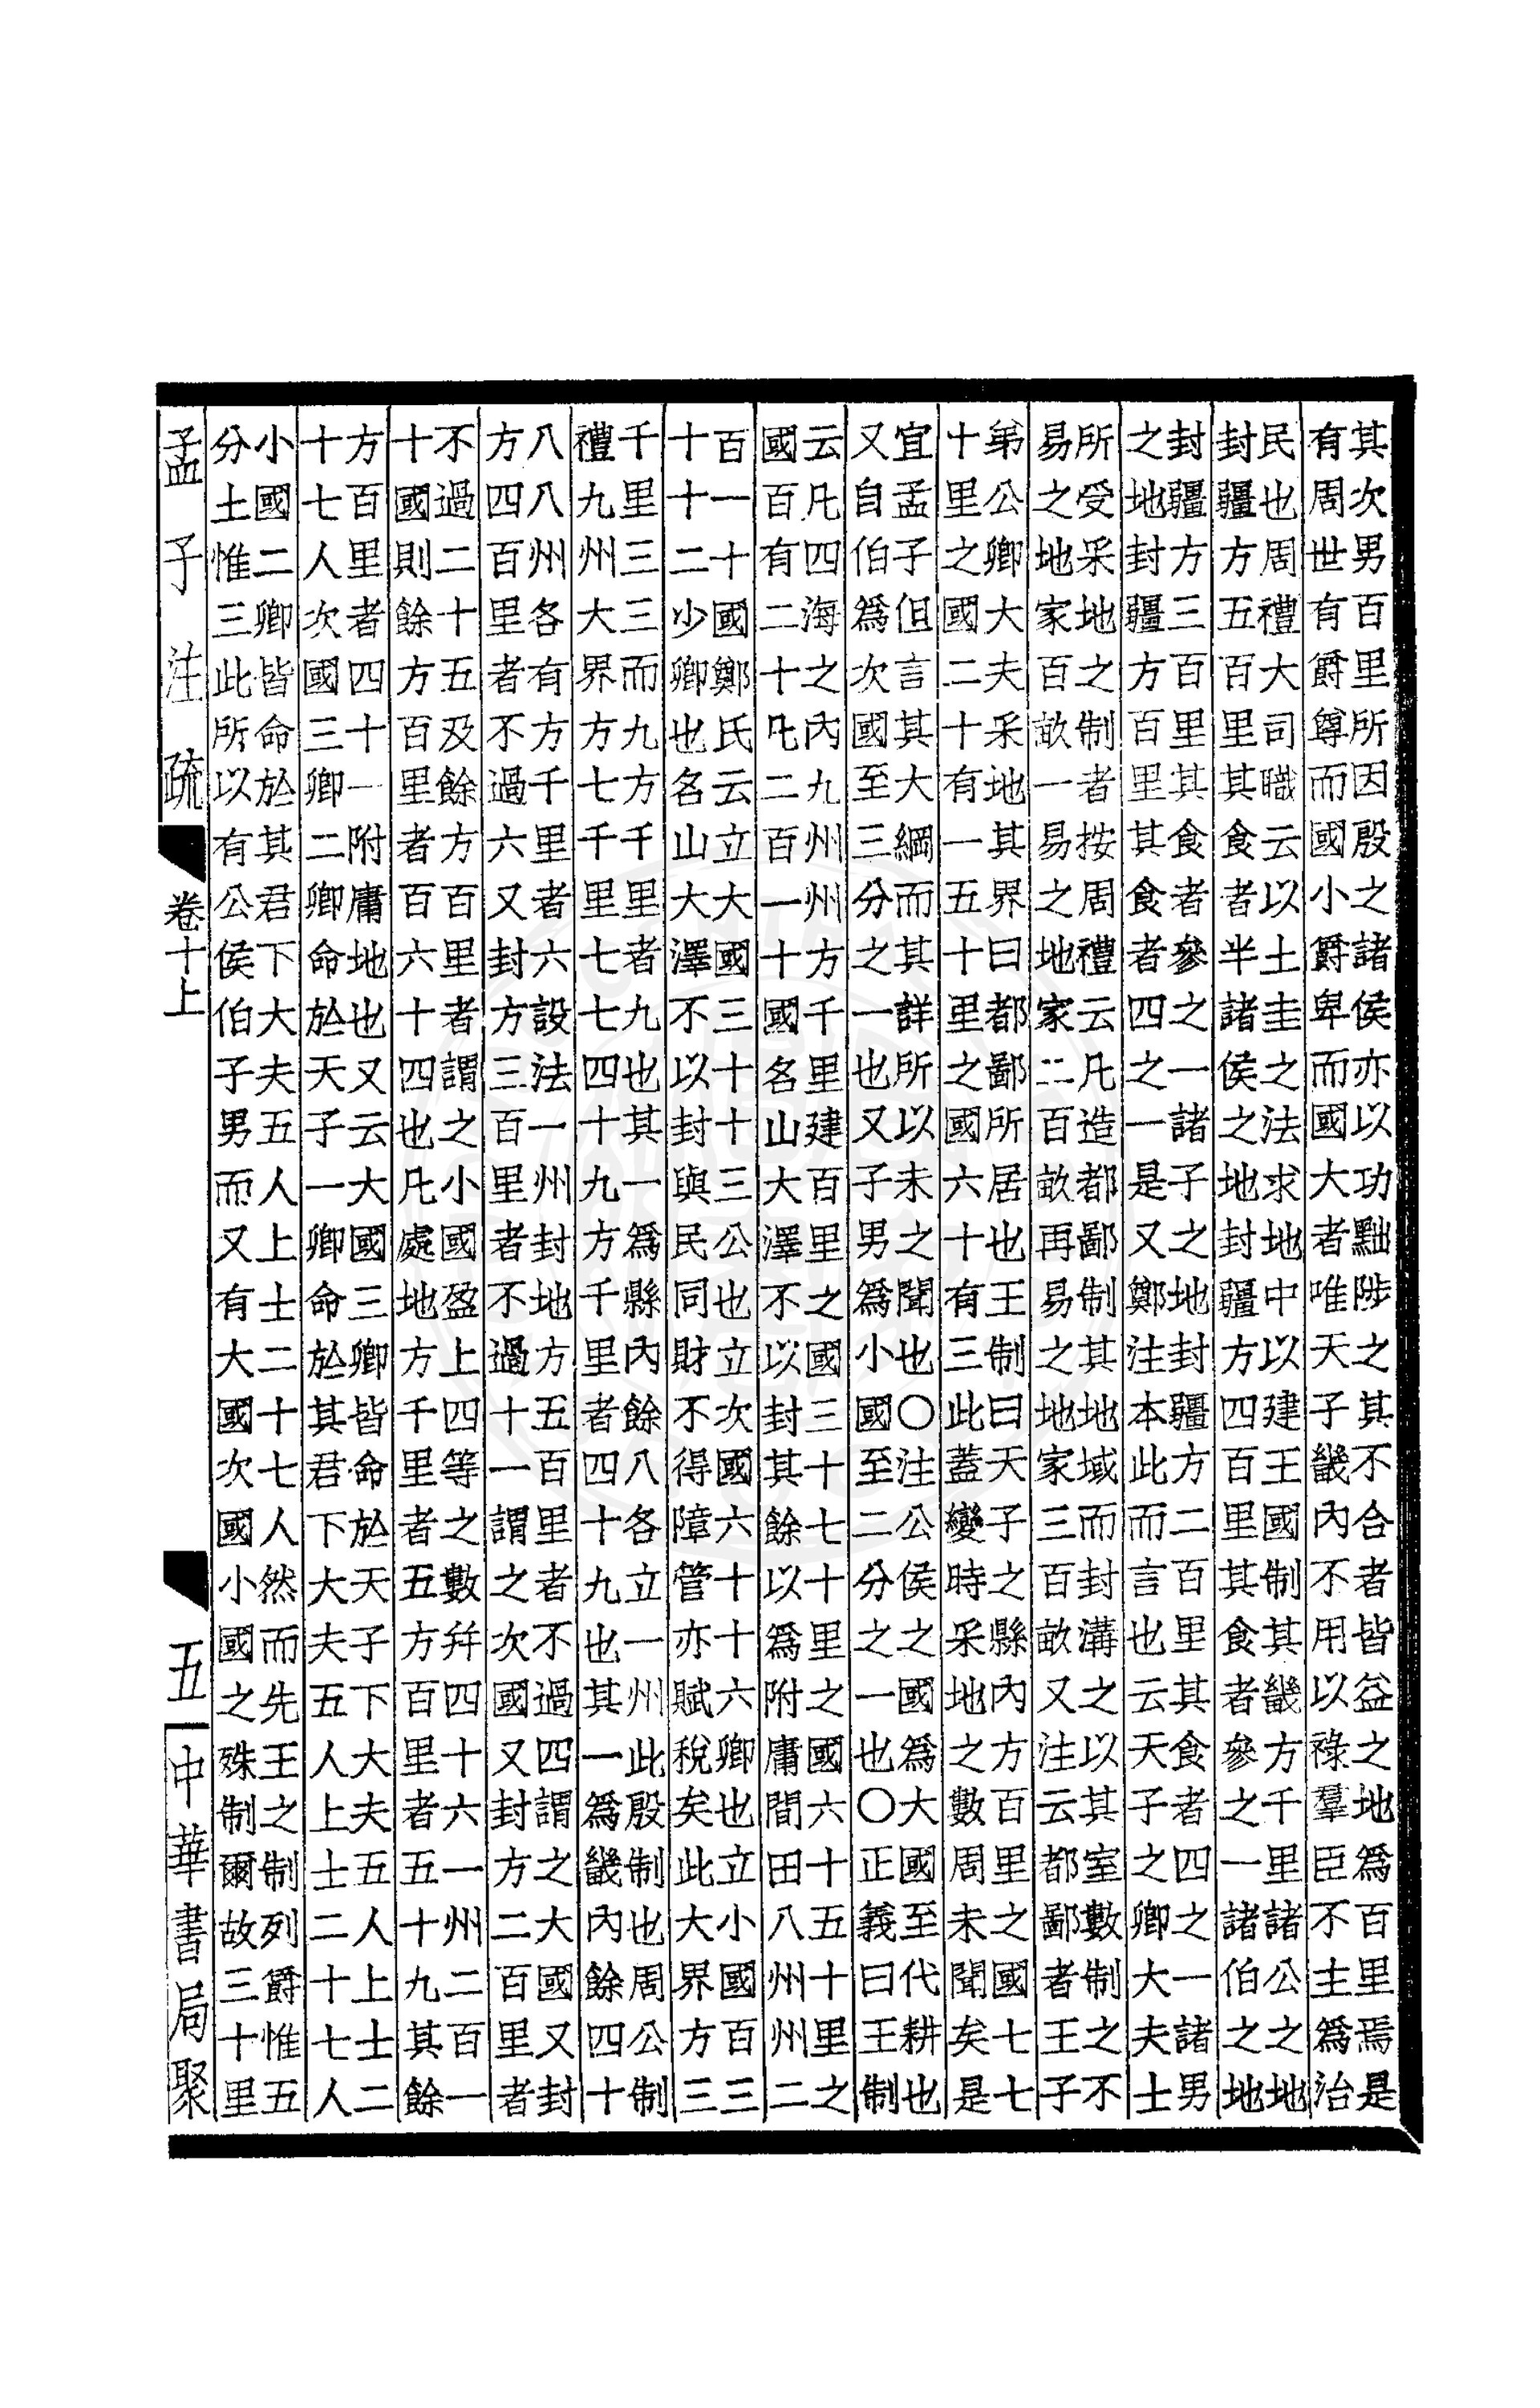 其次男百里所因殷之諸侯亦以功黜陟之其不合者皆益之地爲百里焉是
有周世有爵尊而國小爵卑而國大者唯天子畿內不用以祿羣臣不主爲治
民也周禮大司職云以土圭之法求地中以建王國制其畿方千里諸公之地
封疆方五百里其食者半諸侯之地封疆方四百里其食者參之一諸伯之地
封疆方三百里其食者參之一諸子之地封疆方二百里其食者四之一諸男
之地封疆方百里其食者四之一是又鄭注本此而言也云天子之卿大夫士
所受采地之制者按周禮云凡造都鄙制其地域而封溝之以其室數制之不
易之地家百畝一易之地家二百畝再易之地家三百畝又注云都鄙者王子
弟公卿大夫采地其界曰都鄙所居也王制曰天子之縣內方百里之國七七
十里之國二十有一五十里之國六十有三此蓋變時采地之數周未聞矣是
宜孟子但言其大綱而其詳所以未之聞也〇注公侯之國爲大國至代耕也
又自伯爲次國至三分之一也又子男爲小國至二分之一也〇正義曰王制
云凡四海之內九州州方千里建百里之國三十七十里之國六十五十里之
國百有二十凡二百一十國各山大澤不以封其餘以爲附庸間田八州州二
百一十國鄭氏云立大國三十十三公也立次國六十十六卿也立小國百三
十十二少卿也名山大澤不以封與民同財不得障管亦賦稅矣此大界方三
千里三三而九方千里者九也其一爲縣內餘八各立一州此殷制也周公制
禮九州大界方七千里七七四十九方千里者四十九也其一爲畿內餘四十
八八州各有方千里者六設法一州封地方五百里者不過四謂之大國又封
方四百里者不過六又封方三百里者不過十一謂之次國又封方二百里者
不過二十五及餘方百里者謂之小國盈上四等之數幷四十六一州二百一
十國則餘方百里者百六十四也凡處地方千里者五方百里者五十九其餘
方百里者四十一附庸地也又云大國三卿皆命於天子下大夫五人上士二
十七人次國三卿二卿命於天子一卿命於其君下大夫五人上士二十七人
小國二卿皆命於其君下大夫五人上士二十七人然而先王之制列爵惟五
分土惟三此所以有公侯伯子男而又有大國次國小國之殊制爾故三十里
孟子注疏 卷十上 五 中華書局聚